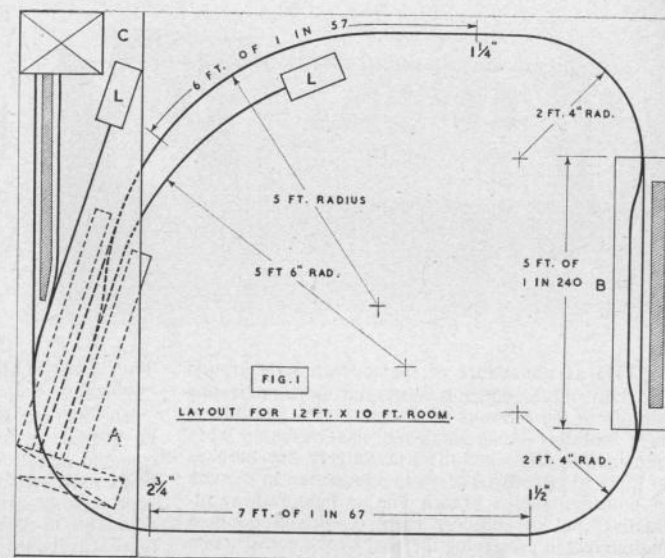 C
L
6 FT. OF 1 IN 57
L
1¼"
2 FT. 4" RAD.
5 FT. RADIUS
5 FT 6" RAD.
5 FT. OF
1 IN 240
B
FIG. 1
LAYOUT FOR 12 FT. X 10 FT. ROOM.
A
2¾
7 FT. OF 1 IN 67
1½"
2 FT. 4" RAD.